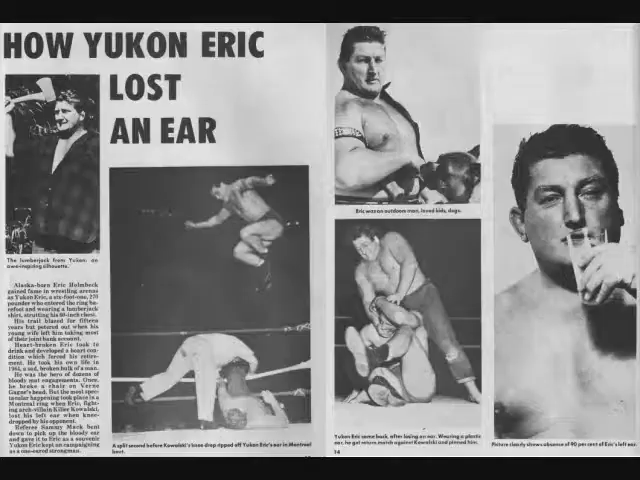 HOW YUKON ERIC
LOST
AN EAR
The lumberjack from Yukon, an
awe-inspiring silhouette.
Alaska-born Eric Holmbeck
gained fame in wrestling arenas
as Yukon Eric, a six-foot-one, 270
pounder who entered the ring ba-
refoot and wearing a lumberjack
shirt, strutting his 60-inch chest.
His trail blazed for fifteen
years but petered out when his
young wife left him taking most
of their joint bank account.
Heart-broken Eric took to
drink and developed a heart con-
dition which forced his retire-
ment. He took his own life in
1964, a sad, broken hulk of a man.
He was the hero of dozens of
bloody mat engagements. Once,
he broke a chair on Verne
Gagne's head. But the most spec-
tacular happening took place in a
Montreal ring when Eric, fight-
ing arch-villain Killer Kowalski,
lost his left ear when knee-
dropped by his opponent.
Referee Sammy Mack bent
down to pick up the bloody ear
and gave it to Eric as a souvenir
Yukon Eric kept on campaigning
as a one-eared strongman.
A split second before Kowalski's knee drop ripped off Yukon Eric's ear in Montreal
bout.
Eric was an outdoors man, loved kids, dogs.
Yukon Eric came back, after losing an ear. Wearing a plastic
ear, he got return match against Kowalski and pinned him.
14
Picture clearly shows absence of 90 per cent of Eric's left ear.